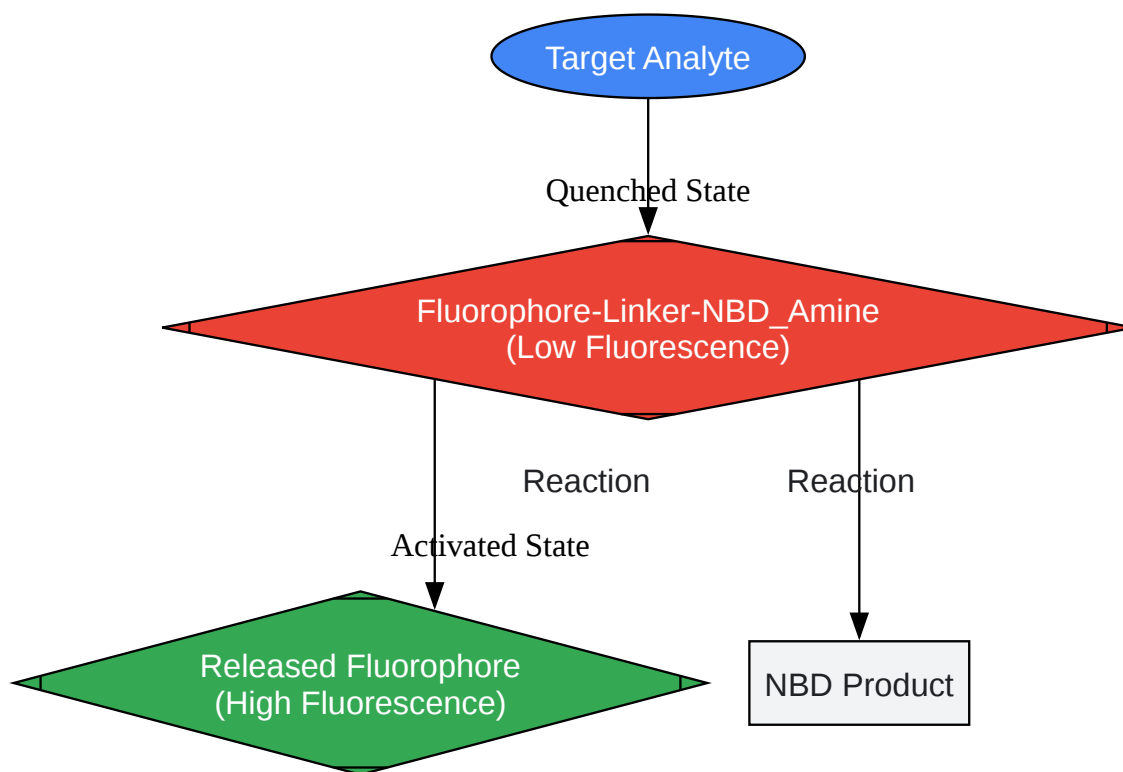 Target Analyte
Quenched State
Fluorophore-Linker-NBD_Amine
(Low Fluorescence)
Reaction
Reaction
Activated State
Released Fluorophore
(High Fluorescence)
NBD Product